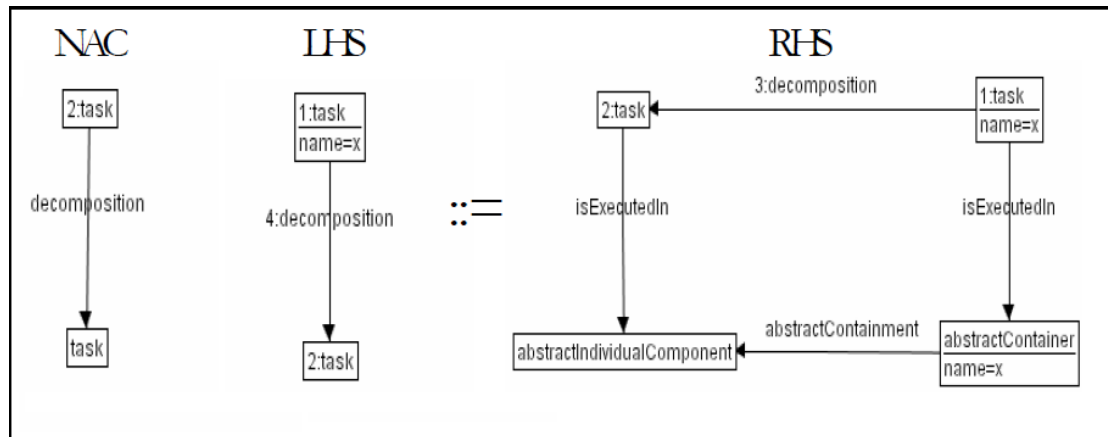 NAC
LHS
RHS
2:task
decomposition
task
1:task
name=x
4:decomposition
2:task
::=
3:decomposition
2:task
1:task
name=x
isExecutedIn
isExecutedIn
abstractContainment
abstractIndividualComponent
abstractContainer
name=x